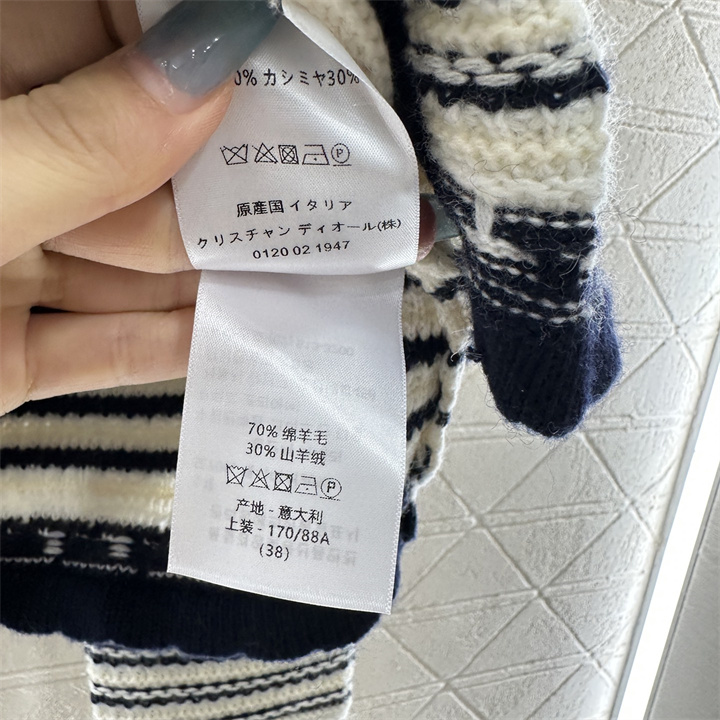 0% カシミヤ30%
原産国 イタリア
クリスチャン ディオール(株)
0120 02 1947
70% 绵羊毛
30% 山羊绒
产地 - 意大利
上装 - 170/88A
(38)